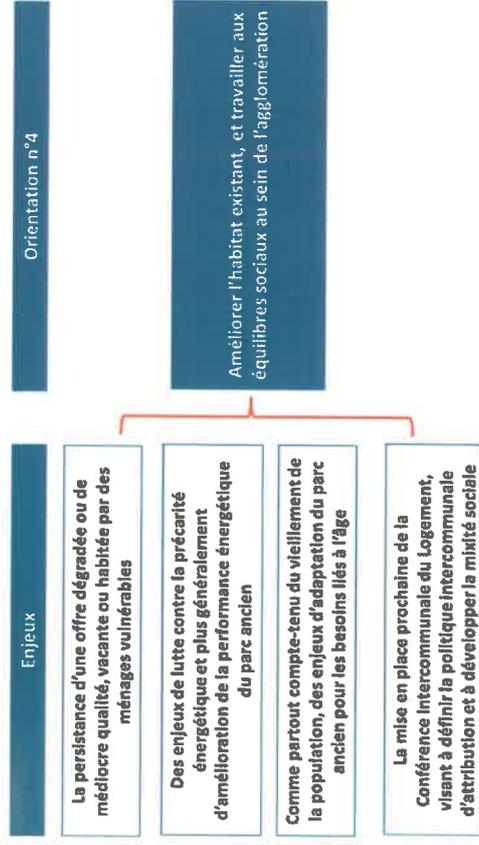 Enjeux
La persistance d'une offre dégradée ou de
médiocre qualité, vacante ou habitée par des
ménages vulnérables
Des enjeux de lutte contre la précarité
énergétique et plus généralement
d'amélioration de la performance énergétique
du parc ancien
Comme partout compte-tenu du vieillement de
la population, des enjeux d'adaptation du parc
ancien pour les besoins liés à l'âge
La mise en place prochaine de la
Conférence Intercommunale du Logement,
visant à définir la politique intercommunale
d'attribution et à développer la mixité sociale
Orientation n°4
Améliorer l'habitat existant, et travailler aux
équilibres sociaux au sein de l'agglomération